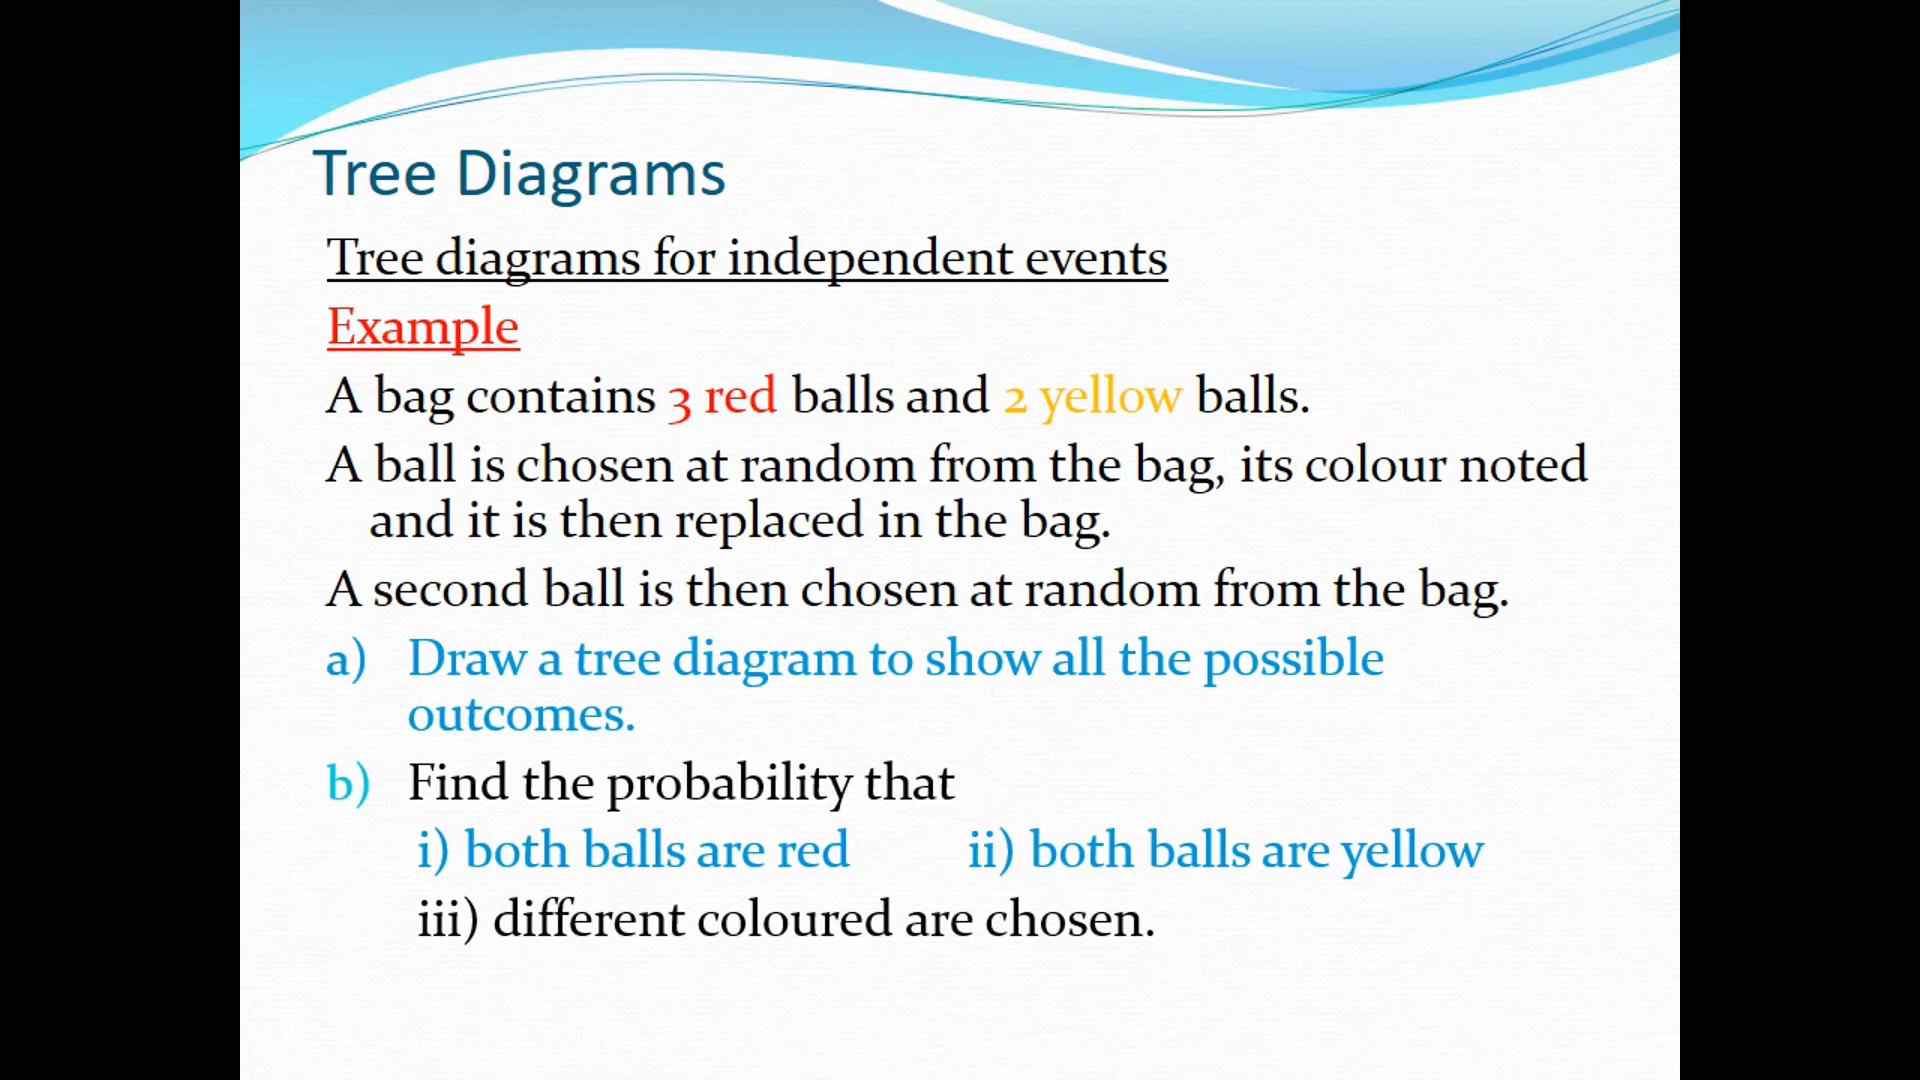 Tree Diagrams
Tree diagrams for independent events
Example
A bag contains 3 red balls and 2 yellow balls.
A ball is chosen at random from the bag, its colour noted
and it is then replaced in the bag.
A second ball is then chosen at random from the bag.
a) Draw a tree diagram to show all the possible
outcomes.
b) Find the probability that
i) both balls are red ii) both balls are yellow
iii) different coloured are chosen.